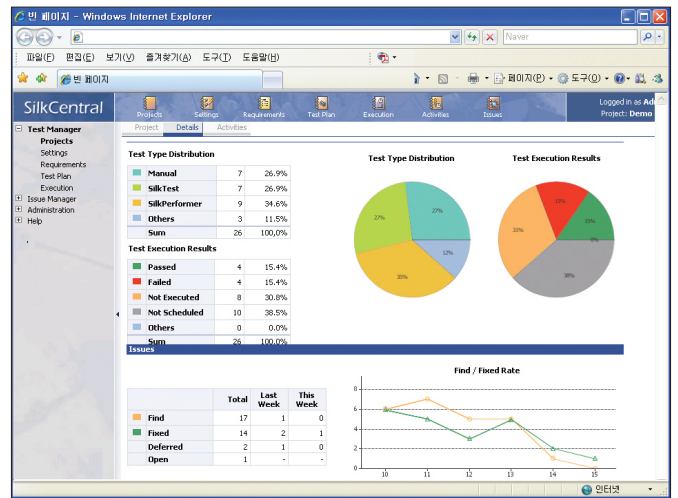 빈 페이지 - Windows Internet Explorer
Naver
파일(F) 편집(E) 보기(V) 즐겨찾기(A) 도구(T) 도움말(H)
빈 페이지
페이지(P) 도구(O)
SilkCentral
Projects Settings Requirements Test Plan Execution Activities Issues
Logged in as Ad
Project: Demo
Project Details Activities
Test Manager
Projects
Settings
Requirements
Test Plan
Execution
Issue Manager
Administration
Help
Test Type Distribution
Manual 7 26.9%
SilkTest 7 26.9%
SilkPerformer 9 34.6%
Others 3 11.5%
Sum 26 100,0%
Test Execution Results
Passed 4 15.4%
Failed 4 15.4%
Not Executed 8 30.8%
Not Scheduled 10 38.5%
Others 0 0.0%
Sum 26 100,0%
Test Type Distribution
27%
27%
12%
35%
Test Execution Results
15%
15%
0%
31%
38%
Issues
Total Last Week This Week
Find 17 1 0
Fixed 14 2 1
Deferred 2 1 0
Open 1 - -
Find / Fixed Rate
8
6
4
2
0
10 11 12 13 14 15
인터넷